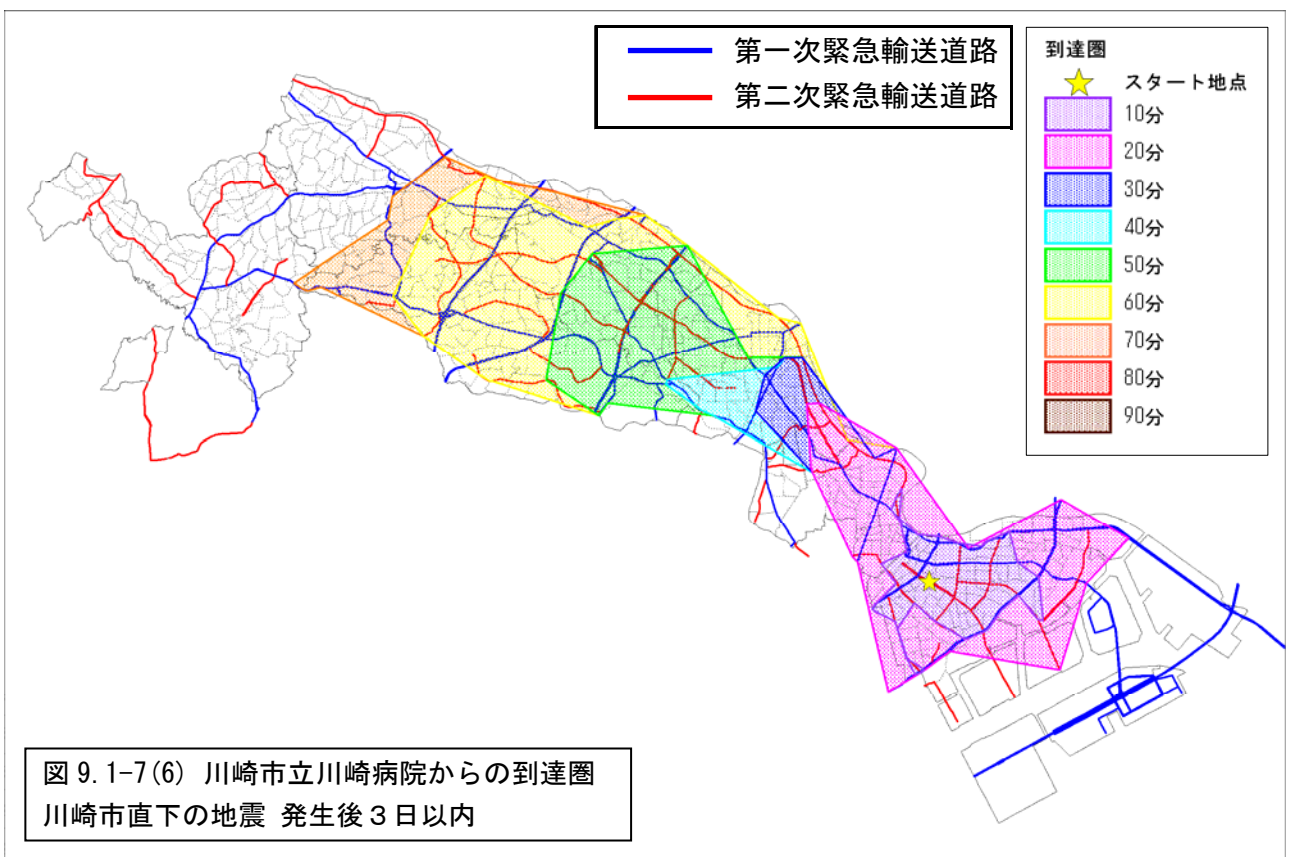 第一次緊急輸送道路
第二次緊急輸送道路
到達圏
スタート地点
10分
20分
30分
40分
50分
60分
70分
80分
90分
図 9.1-7(6) 川崎市立川崎病院からの到達圏
川崎市直下の地震 発生後３日以内